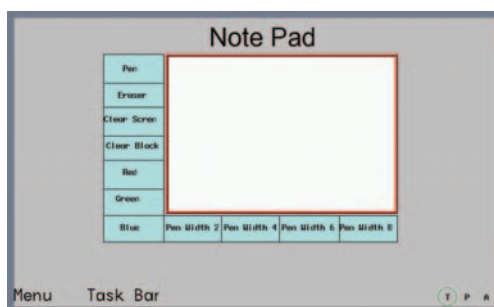 Note Pad
Pen
Eraser
Clear Scren
Clear Block
Red
Green
Blue Pen Width 2 Pen Width 4 Pen Width 6 Pen Width 8
Menu Task Bar T P A